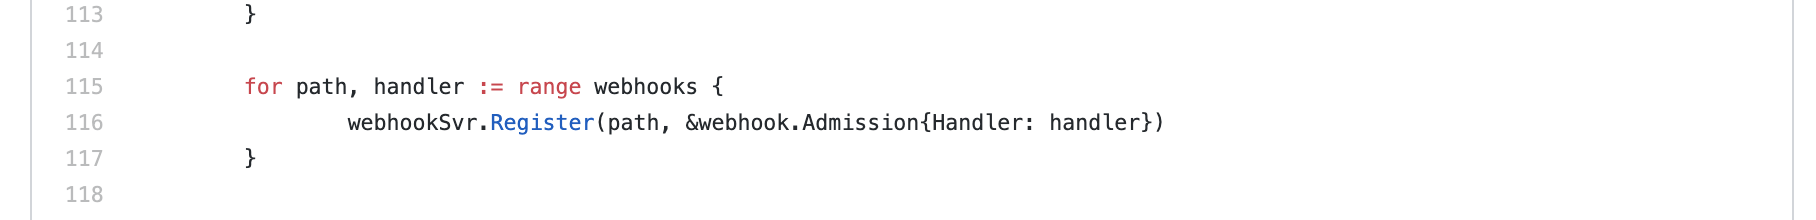 113 }
114
115 for path, handler := range webhooks {
116 webhookSvr.Register(path, &webhook.Admission{Handler: handler})
117 }
118